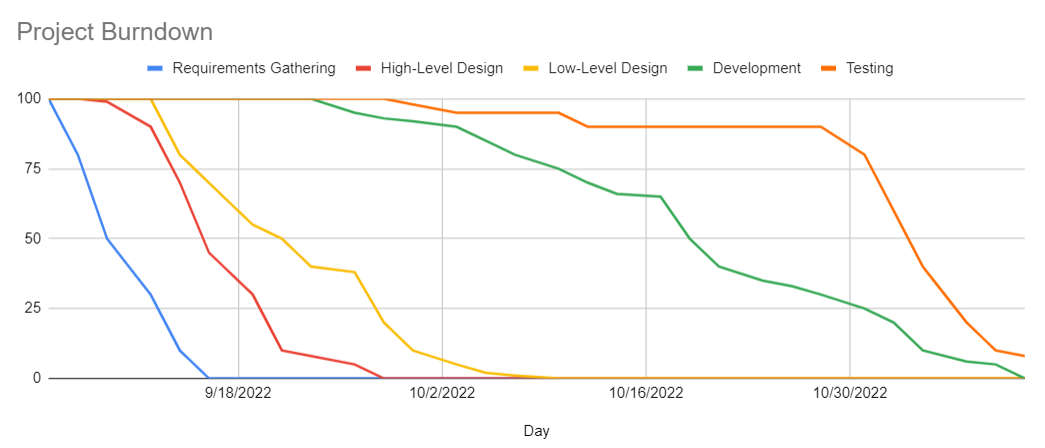 Project Burndown
Requirements Gathering High-Level Design Low-Level Design Development Testing
100
75
50
25
0
9/18/2022 10/2/2022 10/16/2022 10/30/2022
Day